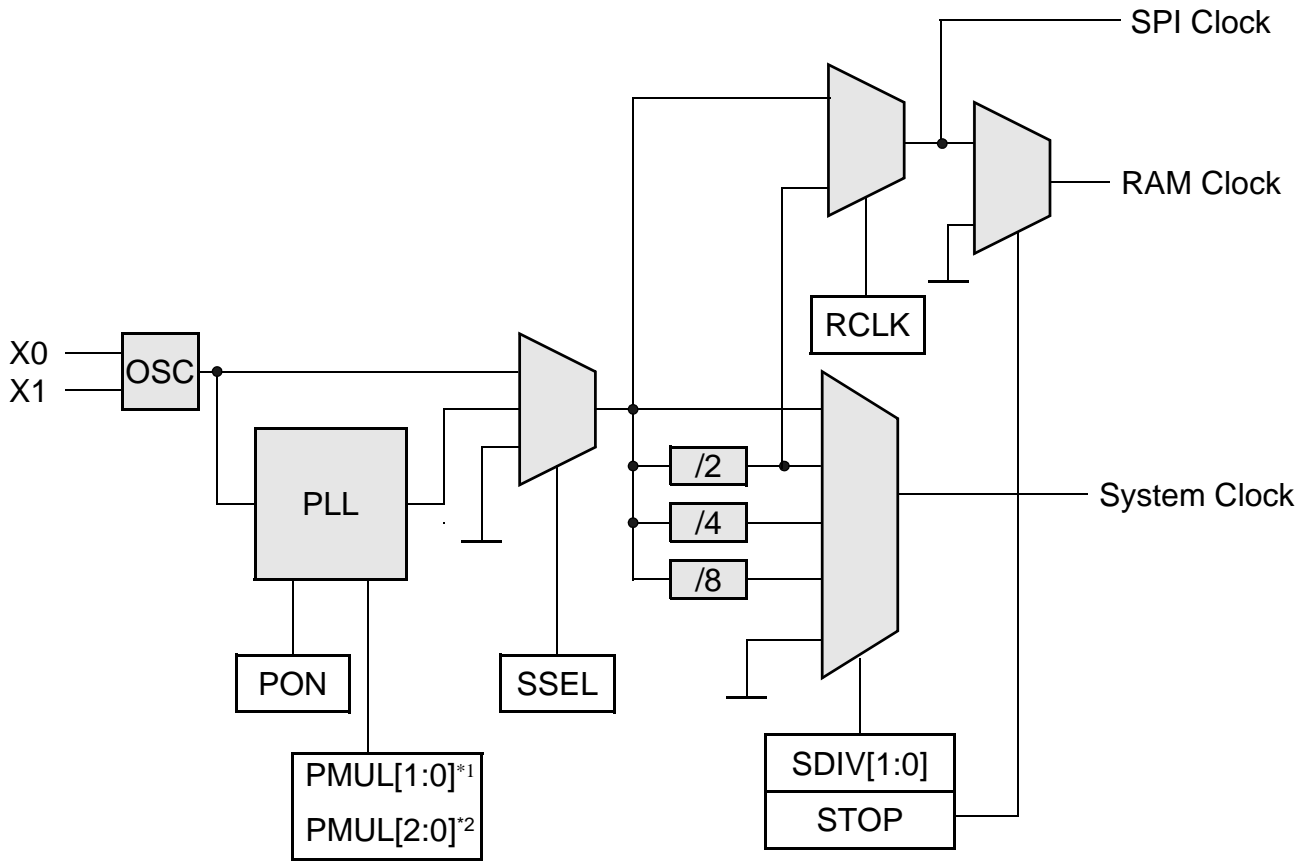 SPI Clock
RAM Clock
RCLK
X0
X1
OSC
/2
PLL
System Clock
/4
/8
PON
SSEL
SDIV[1:0]
PMUL[1:0]*1
STOP
PMUL[2:0]*2